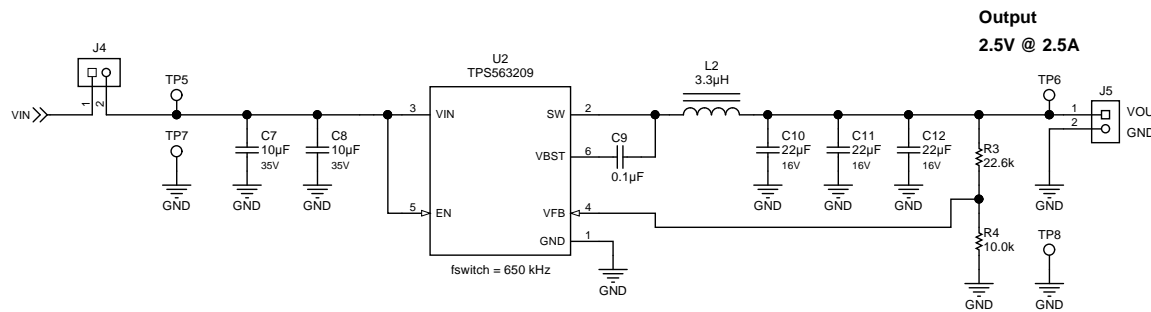 Output
2.5V @ 2.5A
J4
U2
TPS563209
L2
3.3µH
TP5
TP6
J5
VIN
1
2
3
VIN
SW
2
1
VOU
2
GND
TP7
C7
10µF
35V
C8
10µF
35V
VBST
6
C9
0.1µF
C10
22µF
16V
C11
22µF
16V
C12
22µF
16V
R3
22.6k
GND
GND
GND
GND
GND
GND
GND
5
EN
VFB
4
GND
1
R4
10.0k
TP8
fswitch = 650 kHz
GND
GND
GND